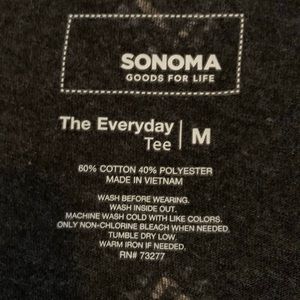 SONOMA
GOODS FOR LIFE
The Everyday
Tee | M
60% COTTON 40% POLYESTER
MADE IN VIETNAM
WASH BEFORE WEARING.
WASH INSIDE OUT.
MACHINE WASH COLD WITH LIKE COLORS.
ONLY NON-CHLORINE BLEACH WHEN NEEDED.
TUMBLE DRY LOW.
WARM IRON IF NEEDED.
RN# 73277